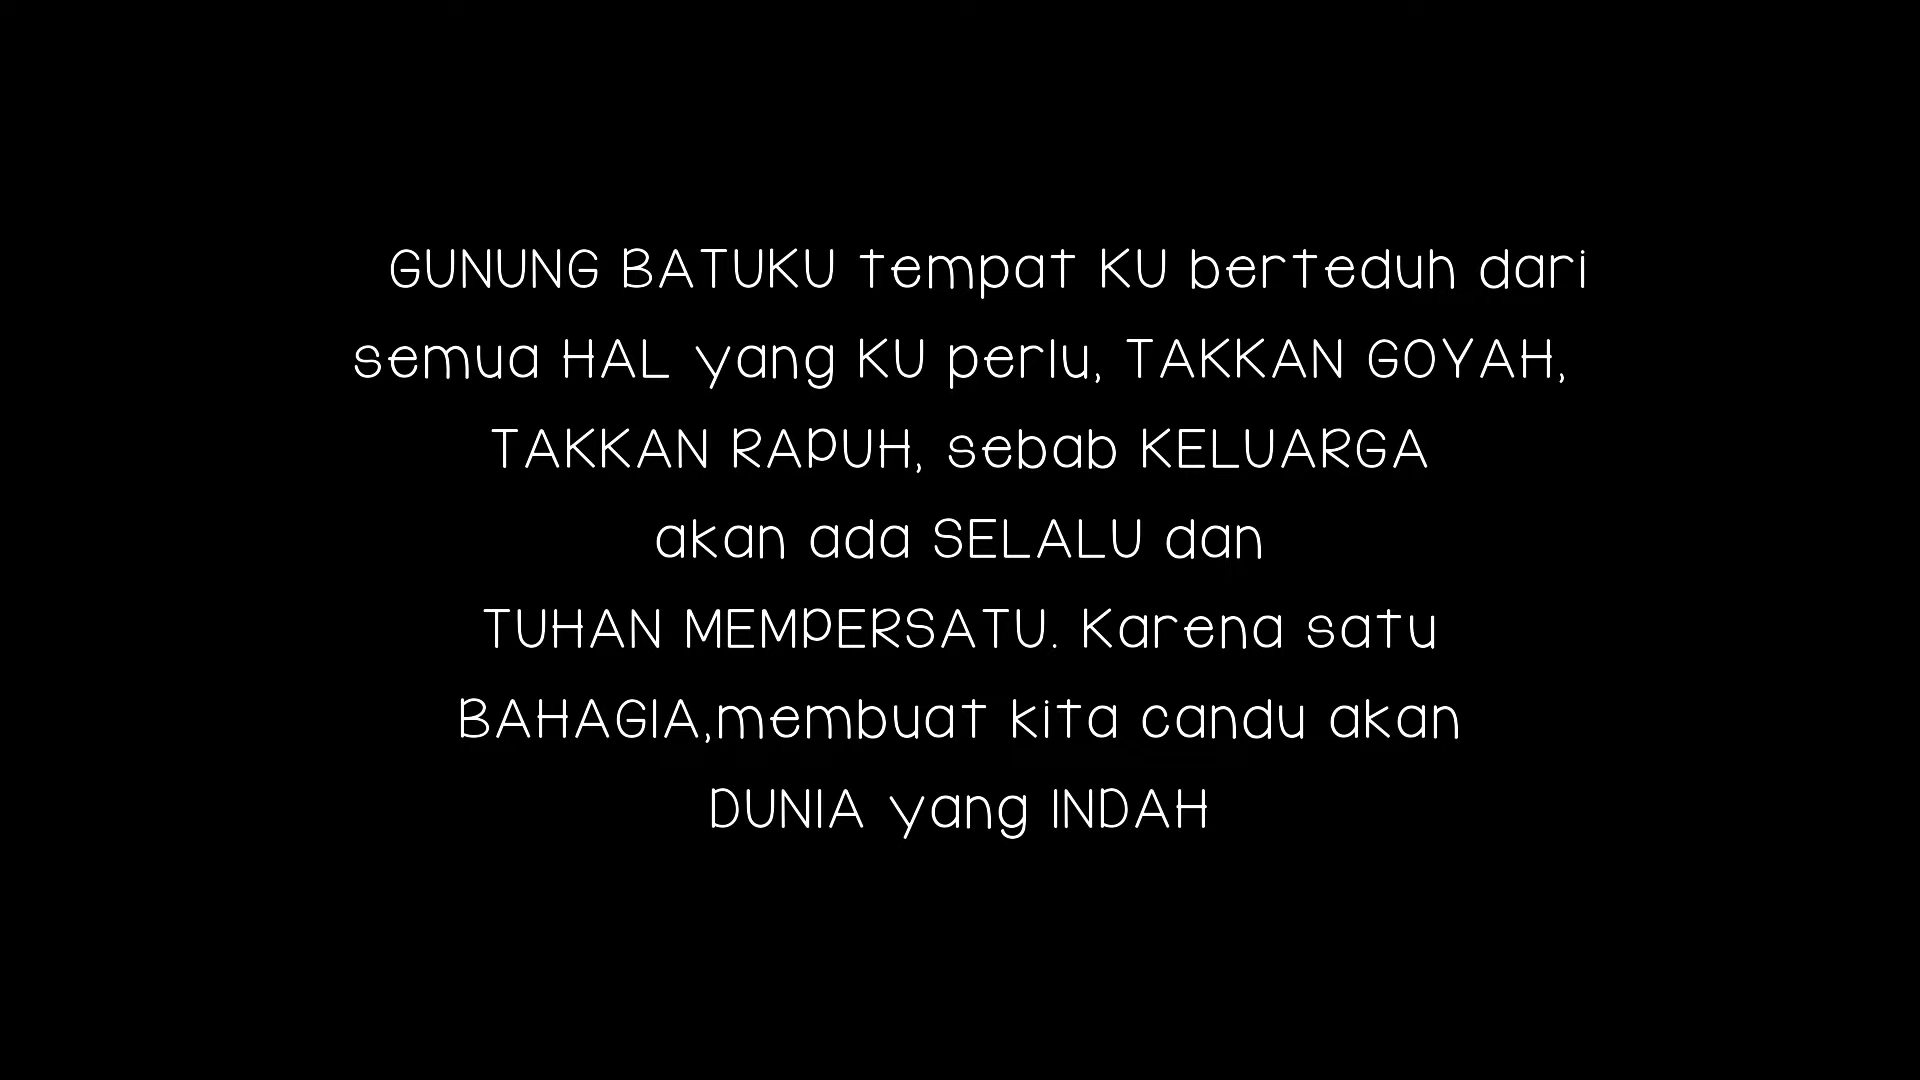 GUNUNG BATUKU tempat KU berteduh dari
semua HAL yang KU perlu, TAKKAN GOYAH,
TAKKAN RAPUH, sebab KELUARGA
akan ada SELALU dan
TUHAN MEMPERSATU. Karena satu
BAHAGIA,membuat kita candu akan
DUNIA yang INDAH